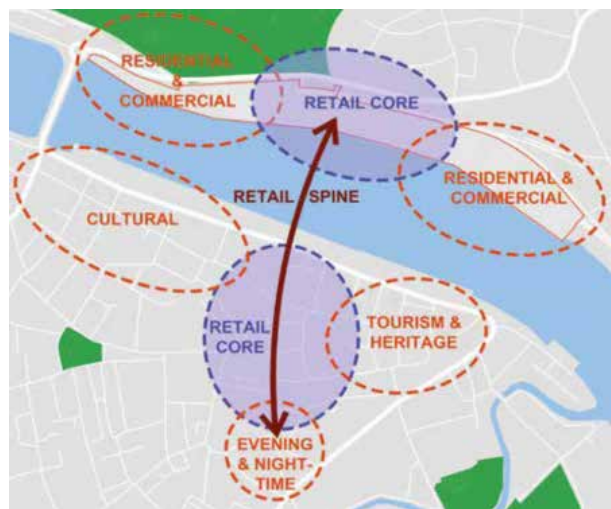 RESIDENTIAL
&
COMMERCIAL
RETAIL CORE
RESIDENTIAL &
COMMERCIAL
RETAIL SPINE
CULTURAL
RETAIL
CORE
TOURISM &
HERITAGE
EVENING
& NIGHT-
TIME